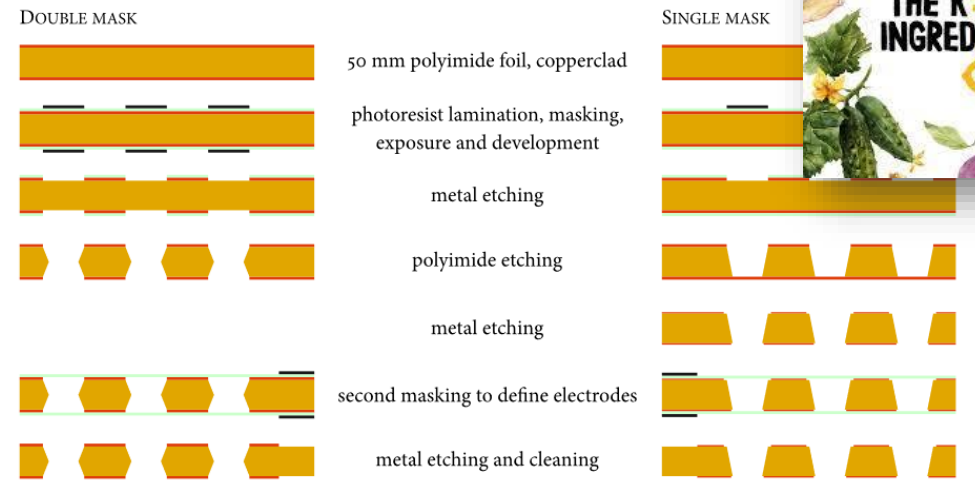 DOUBLE MASK
SINGLE MASK
THE
INGRED
50 mm polyimide foil, copperclad
photoresist lamination, masking,
exposure and development
metal etching
polyimide etching
metal etching
second masking to define electrodes
metal etching and cleaning